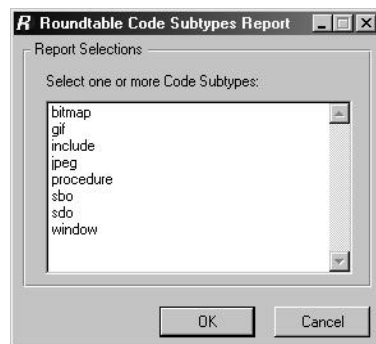 R Roundtable Code Subtypes Report
Report Selections
Select one or more Code Subtypes:
bitmap
gif
include
jpeg
procedure
sbo
sdo
window
OK Cancel